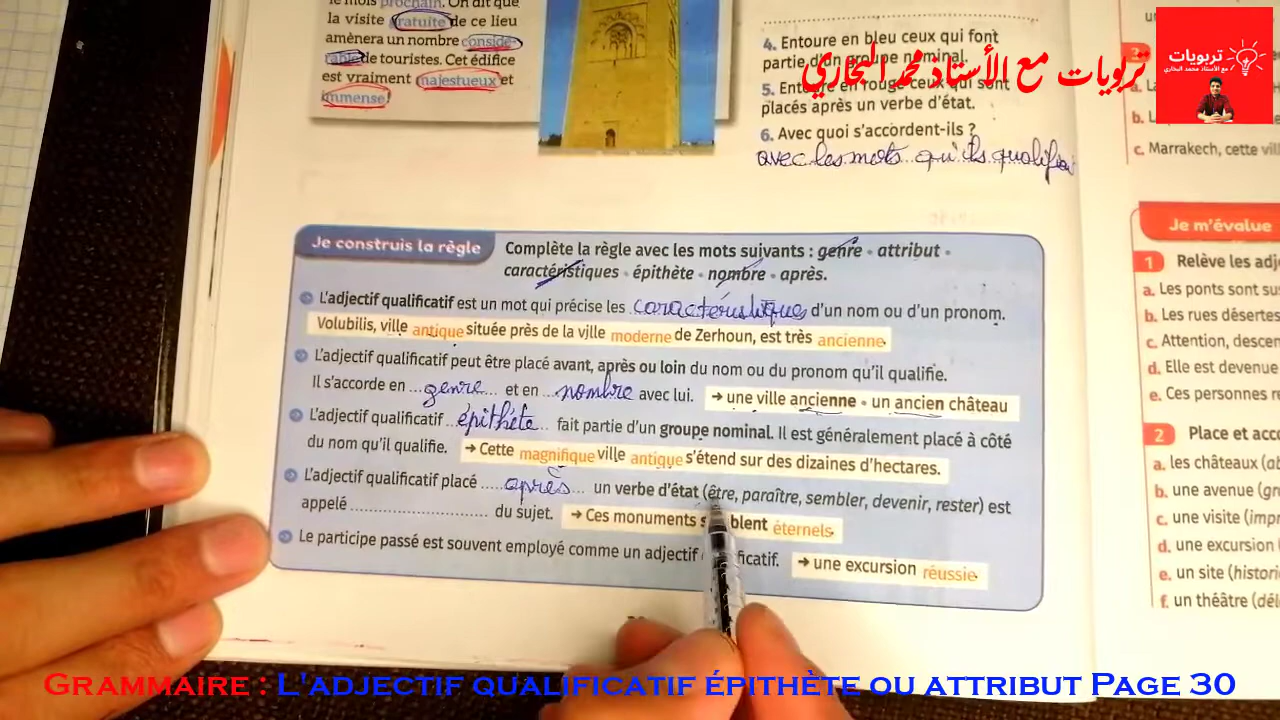 le mois prochain. On dit que
la visite gratuite de ce lieu
amènera un nombre considé-
rable de touristes. Cet édifice
est vraiment majestueux et
immense!
4. Entoure en bleu ceux qui font
partie d'un groupe nominal.
5. Entoure en rouge ceux qui sont
placés après un verbe d'état.
6. Avec quoi s'accordent-ils ?
avec les mots qu'ils qualifient
تربويات مع الأستاذ محمد البخاري
تربويات
مع الأستاذ محمد البخاري
3
a. La
b. L
c. Marrakech, cette vill
Je construis la règle
Complète la règle avec les mots suivants : genre • attribut •
caractéristiques • épithète • nombre • après.
L'adjectif qualificatif est un mot qui précise les caractéristiques d'un nom ou d'un pronom.
Volubilis, ville antique située près de la ville moderne de Zerhoun, est très ancienne.
L'adjectif qualificatif peut être placé avant, après ou loin du nom ou du pronom qu'il qualifie.
Il s'accorde en ...genre... et en ...nombre avec lui. → une ville ancienne • un ancien château
L'adjectif qualificatif épithète... fait partie d'un groupe nominal. Il est généralement placé à côté
du nom qu'il qualifie. → Cette magnifique ville antique s'étend sur des dizaines d'hectares.
L'adjectif qualificatif placé .....après... un verbe d'état (être, paraître, sembler, devenir, rester) est
appelé .............................. du sujet. → Ces monuments s blent éternels.
Le participe passé est souvent employé comme un adjectif ficatif. → une excursion réussie.
Je m'évalue
1 Relève les adj
a. Les ponts sont sus
b. Les rues désertes
c. Attention, descen
d. Elle est devenue
e. Ces personnes r
2 Place et acco
a. les châteaux (ab
b. une avenue (gr
c. une visite (imp
d. une excursion
e. un site (histori
f. un théâtre (dél
Grammaire : L'adjectif qualificatif épithète ou attribut Page 30